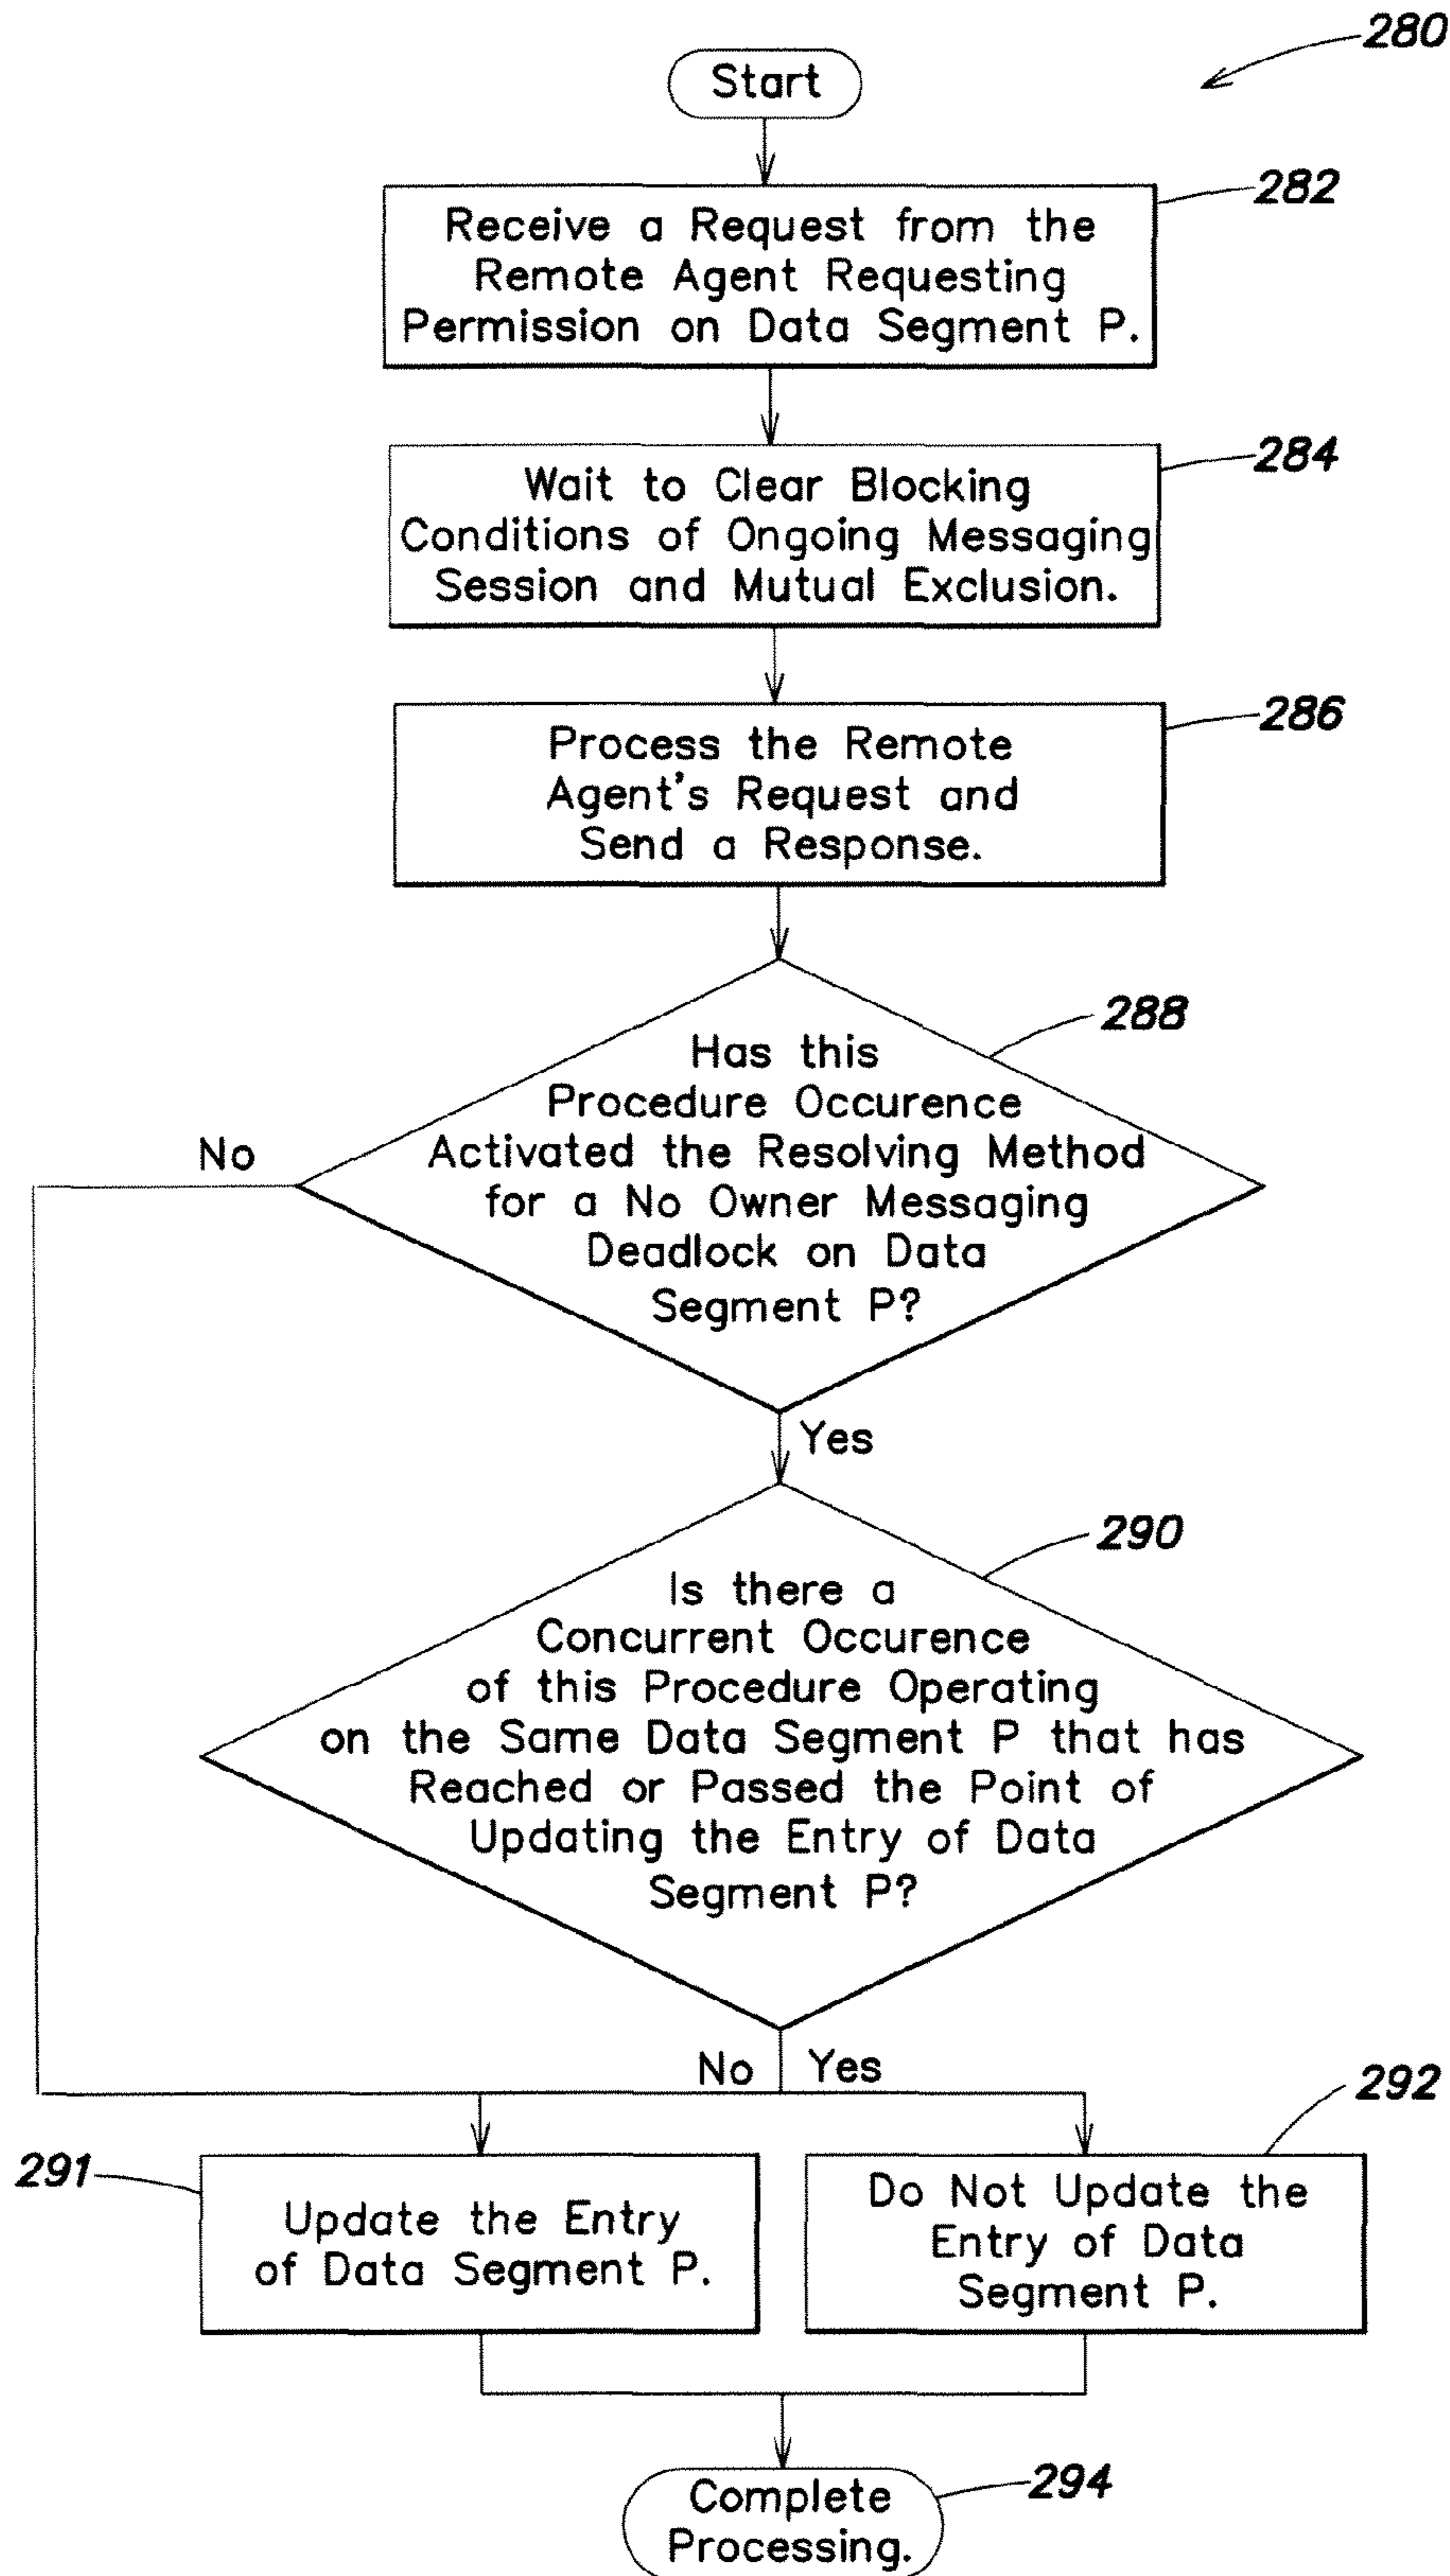 280
Start
282
Receive a Request from the
Remote Agent Requesting
Permission on Data Segment P.
284
Wait to Clear Blocking
Conditions of Ongoing Messaging
Session and Mutual Exclusion.
286
Process the Remote
Agent's Request and
Send a Response.
288
Has this
Procedure Occurence
Activated the Resolving Method
for a No Owner Messaging
Deadlock on Data
Segment P?
No
Yes
290
Is there a
Concurrent Occurence
of this Procedure Operating
on the Same Data Segment P that has
Reached or Passed the Point of
Updating the Entry of Data
Segment P?
No
Yes
291
Update the Entry
of Data Segment P.
292
Do Not Update the
Entry of Data
Segment P.
Complete
Processing.
294